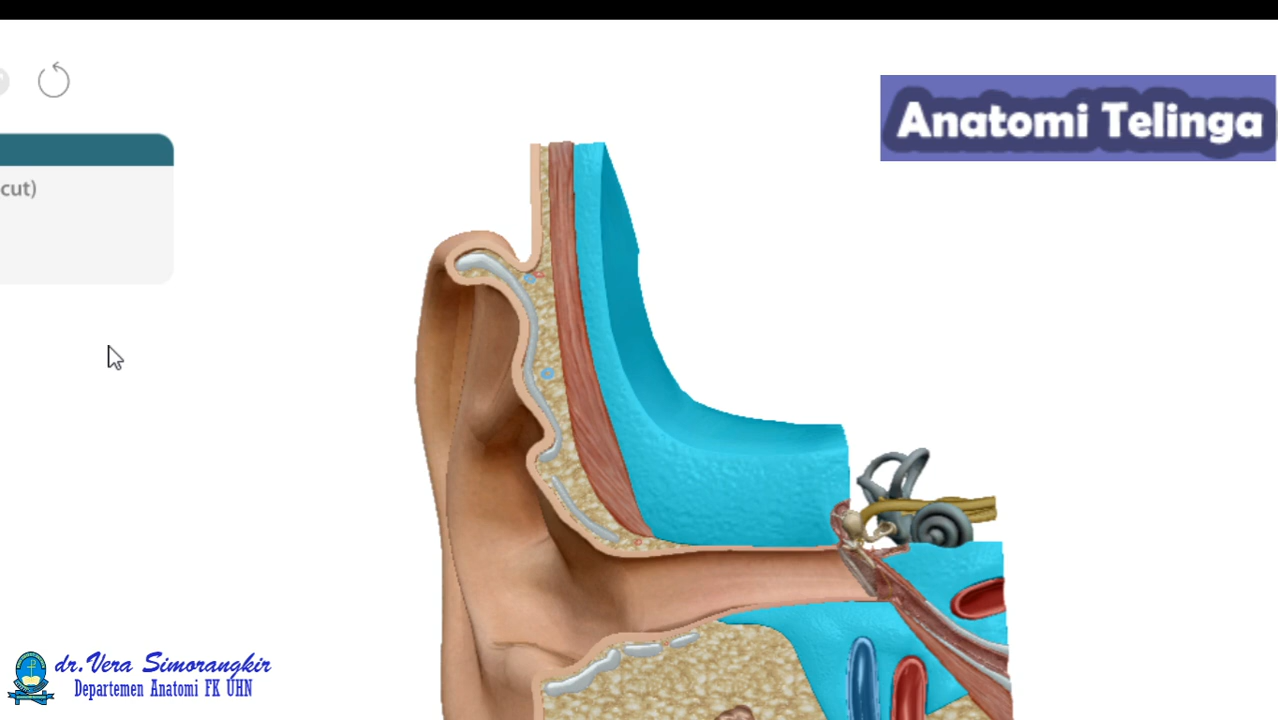 Anatomi Telinga
cut)
dr.Vera Simorangkir
Departemen Anatomi FK UHN